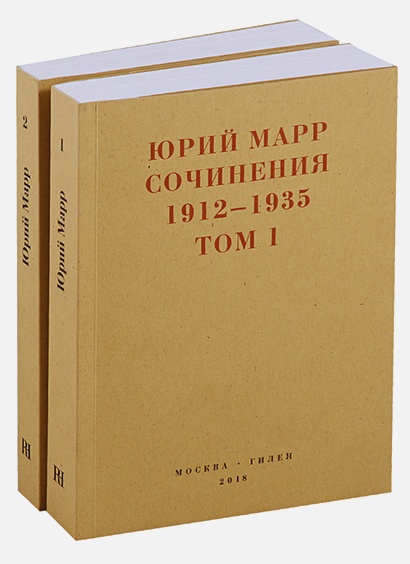 ЮРИЙ МАРР
СОЧИНЕНИЯ
1912–1935
ТОМ 1
МОСКВА · ГИЛЕЯ
2018
1
Юрий Марр
2
Юрий Марр